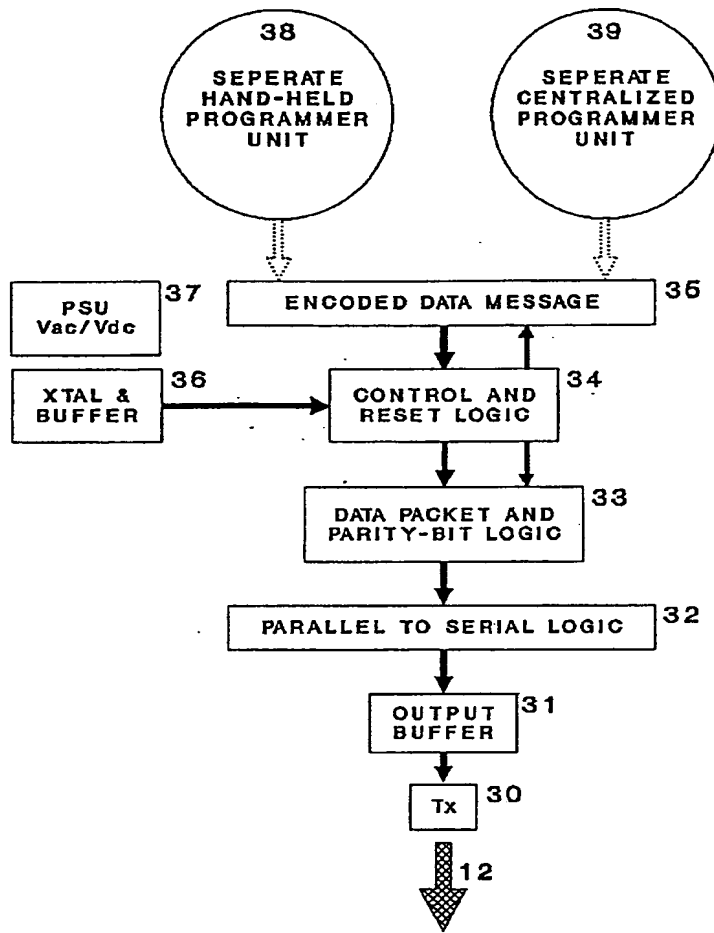 38
SEPERATE
HAND-HELD
PROGRAMMER
UNIT
39
SEPERATE
CENTRALIZED
PROGRAMMER
UNIT
37
PSU
Vac/Vdc
ENCODED DATA MESSAGE
35
36
XTAL &
BUFFER
CONTROL AND
RESET LOGIC
34
DATA PACKET AND
PARITY-BIT LOGIC
33
PARALLEL TO SERIAL LOGIC
32
OUTPUT
BUFFER
31
Tx
30
12